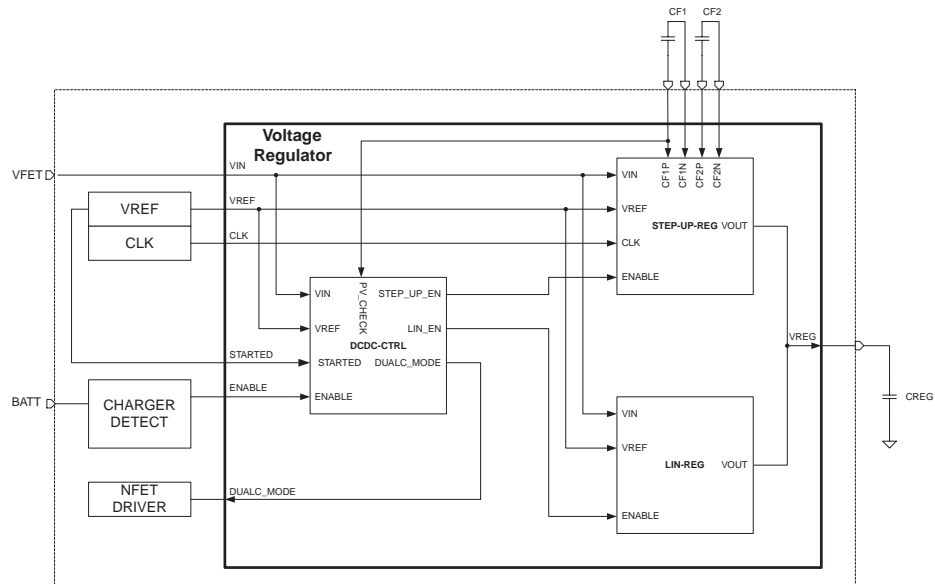 CF1
CF2
Voltage
Regulator
VFET
VIN
VREF
VREF
CLK
CLK
VIN
VREF
CLK
ENABLE
CF1P
CF1N
CF2P
CF2N
STEP-UP-REG
VOUT
VIN
VREF
STARTED
ENABLE
PV_CHECK
DCDC-CTRL
STEP_UP_EN
LIN_EN
DUALC_MODE
STARTED
ENABLE
BATT
CHARGER
DETECT
NFET
DRIVER
DUALC_MODE
VIN
VREF
ENABLE
LIN-REG
VOUT
VREG
CREG